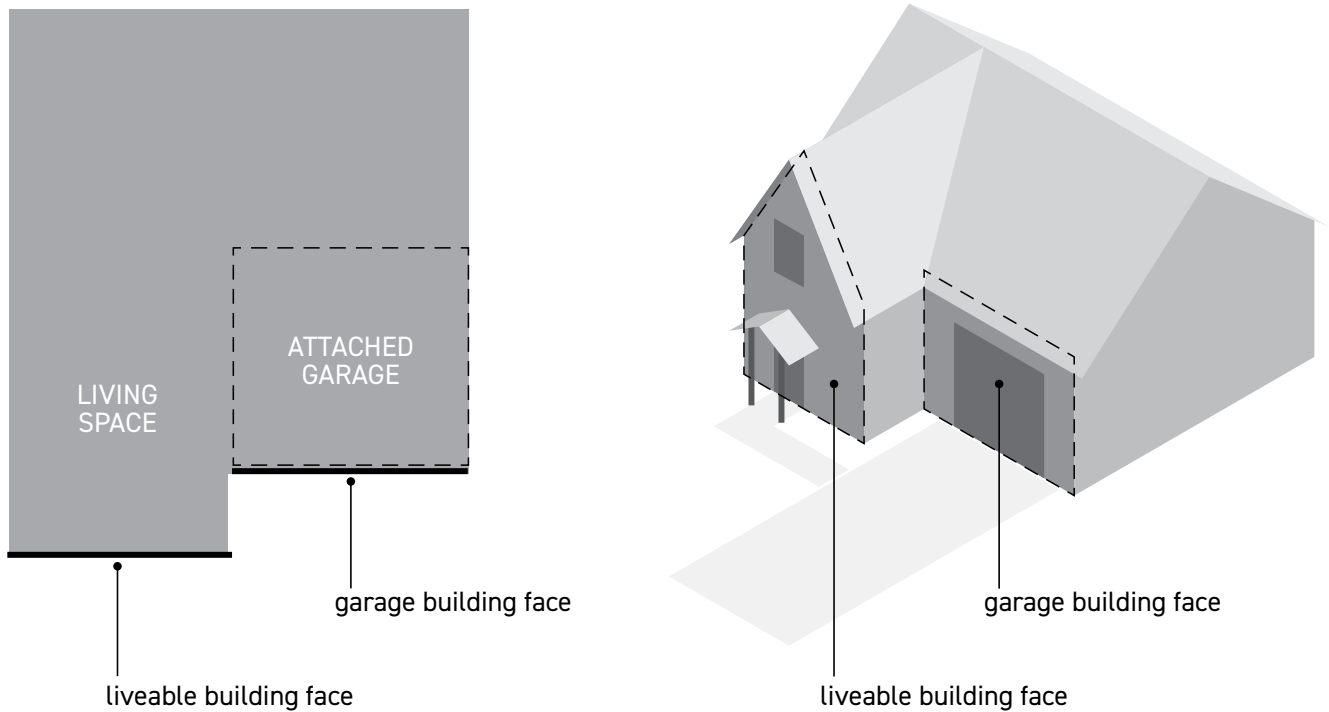 ATTACHED
GARAGE
LIVING
SPACE
garage building face
liveable building face
garage building face
liveable building face